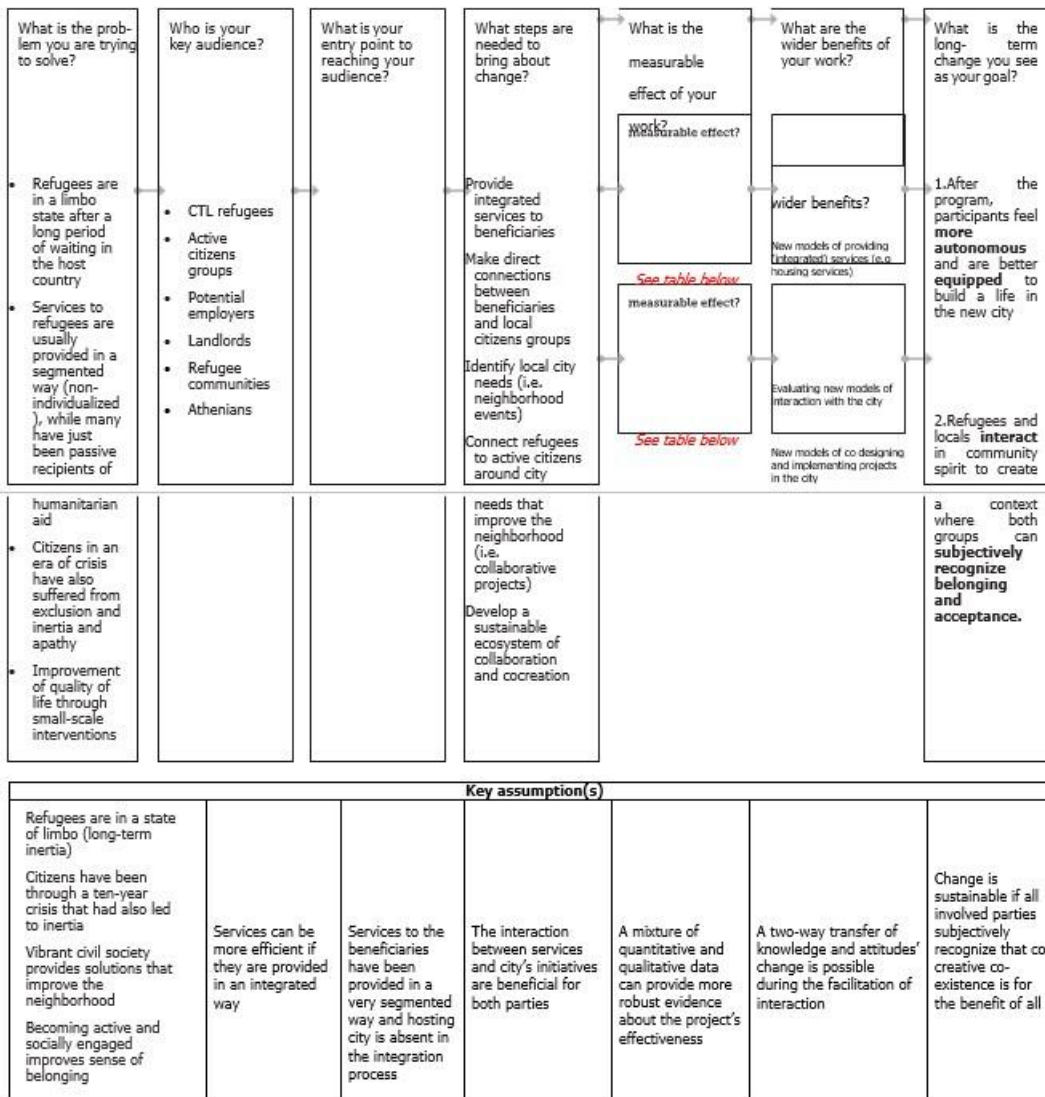 What is the prob-
lem you are trying
to solve?
• Refugees are
in a limbo
state after a
long period
of waiting in
the host
country
• Services to
refugees are
usually
provided in a
segmented
way (non-
individualized
), while many
have just
been passive
recipients of
humanitarian
aid
• Citizens in an
era of crisis
have also
suffered from
exclusion and
inertia and
apathy
• Improvement
of quality of
life through
small-scale
interventions
Who is your
key audience?
• CTL refugees
• Active
citizens
groups
• Potential
employers
• Landlords
• Refugee
communities
• Athenians
What is your
entry point to
reaching your
audience?
What steps are
needed to
bring about
change?
Provide
integrated
services to
beneficiaries
Make direct
connections
between
beneficiaries
and local
citizens groups
Identify local city
needs (i.e.
neighborhood
events)
Connect refugees
to active citizens
around city
needs that
improve the
neighborhood
(i.e.
collaborative
projects)
Develop a
sustainable
ecosystem of
collaboration
and cocreation
What is the
measurable
effect of your
work?
measurable effect?
See table below
measurable effect?
See table below
What are the
wider benefits of
your work?
wider benefits?
New models of providing
(integrated) services (e.g
housing services)
Evaluating new models of
interaction with the city
New models of co designing
and implementing projects
in the city
What is the
long- term
change you see
as your goal?
1.After the
program,
participants feel
more
autonomous
and are better
equipped to
build a life in
the new city
2.Refugees and
locals interact
in community
spirit to create
a context
where both
groups can
subjectively
recognize
belonging
and
acceptance.
Key assumption(s)
Refugees are in a state
of limbo (long-term
inertia)
Citizens have been
through a ten-year
crisis that had also led
to inertia
Vibrant civil society
provides solutions that
improve the
neighborhood
Becoming active and
socially engaged
improves sense of
belonging
Services can be
more efficient if
they are provided
in an integrated
way
Services to the
beneficiaries
have been
provided in a
very segmented
way and hosting
city is absent in
the integration
process
The interaction
between services
and city's initiatives
are beneficial for
both parties
A mixture of
quantitative and
qualitative data
can provide more
robust evidence
about the project's
effectiveness
A two-way transfer of
knowledge and attitudes'
change is possible
during the facilitation of
interaction
Change is
sustainable if all
involved parties
subjectively
recognize that co
creative co-
existence is for
the benefit of all